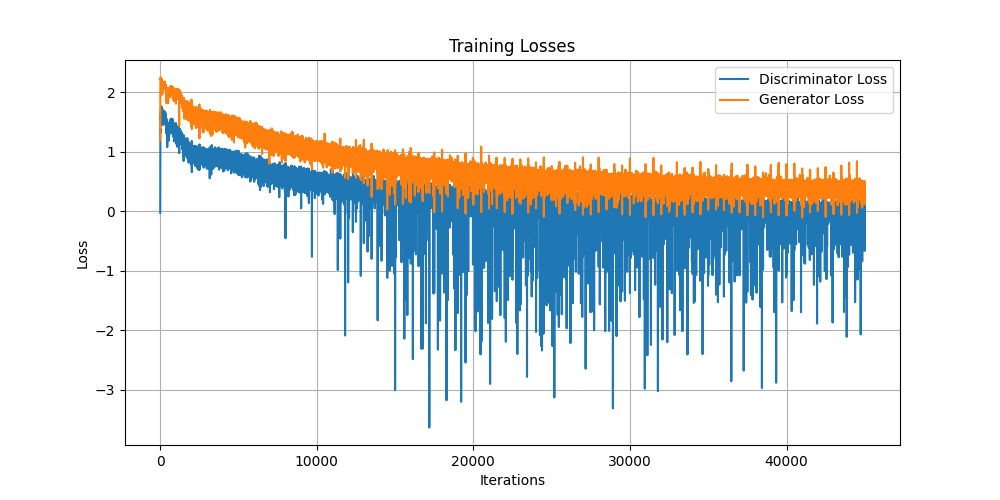 Training Losses
Discriminator Loss
Generator Loss
2
1
0
−1
−2
−3
Loss
0 10000 20000 30000 40000
Iterations